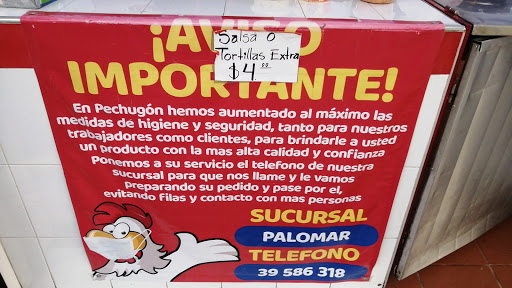 ¡AVISO
Salsa o
Tortillas Extra
$4.00
IMPORTANTE!
En Pechugón hemos aumentado al máximo las
medidas de higiene y seguridad, tanto para nuestros
trabajadores como clientes, para brindarle a usted
un producto con la mas alta calidad y confianza
Ponemos a su servicio el telefono de nuestra
sucursal para que nos llame y le vamos
preparando su pedido y pase por el,
evitando filas y contacto con mas personas
SUCURSAL
PALOMAR
TELEFONO
39 586 318